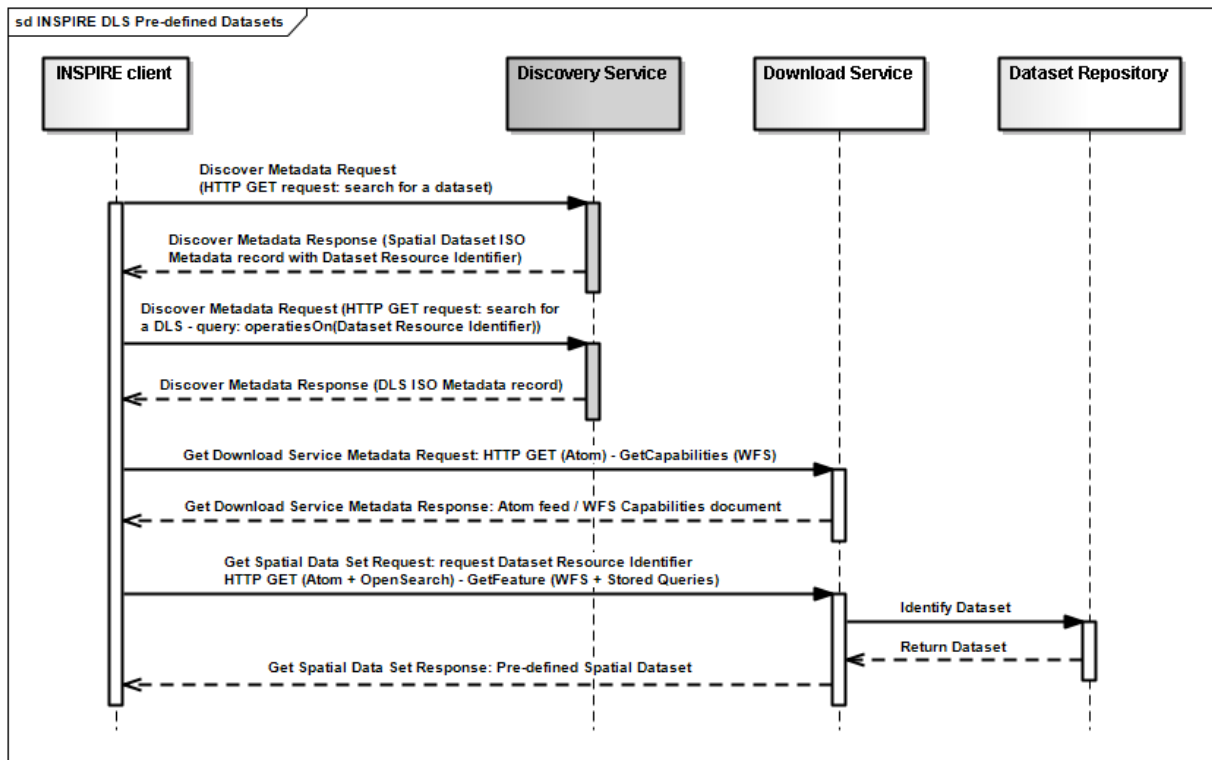 sd INSPIRE DLS Pre-defined Datasets
INSPIRE client
Discovery Service
Download Service
Dataset Repository
Discover Metadata Request
(HTTP GET request: search for a dataset)
Discover Metadata Response (Spatial Dataset ISO
Metadata record with Dataset Resource Identifier)
Discover Metadata Request (HTTP GET request: search for
a DLS - query: operatiesOn(Dataset Resource Identifier))
Discover Metadata Response (DLS ISO Metadata record)
Get Download Service Metadata Request: HTTP GET (Atom) - GetCapabilities (WFS)
Get Download Service Metadata Response: Atom feed / WFS Capabilities document
Get Spatial Data Set Request: request Dataset Resource Identifier
HTTP GET (Atom + OpenSearch) - GetFeature (WFS + Stored Queries)
Identify Dataset
Return Dataset
Get Spatial Data Set Response: Pre-defined Spatial Dataset